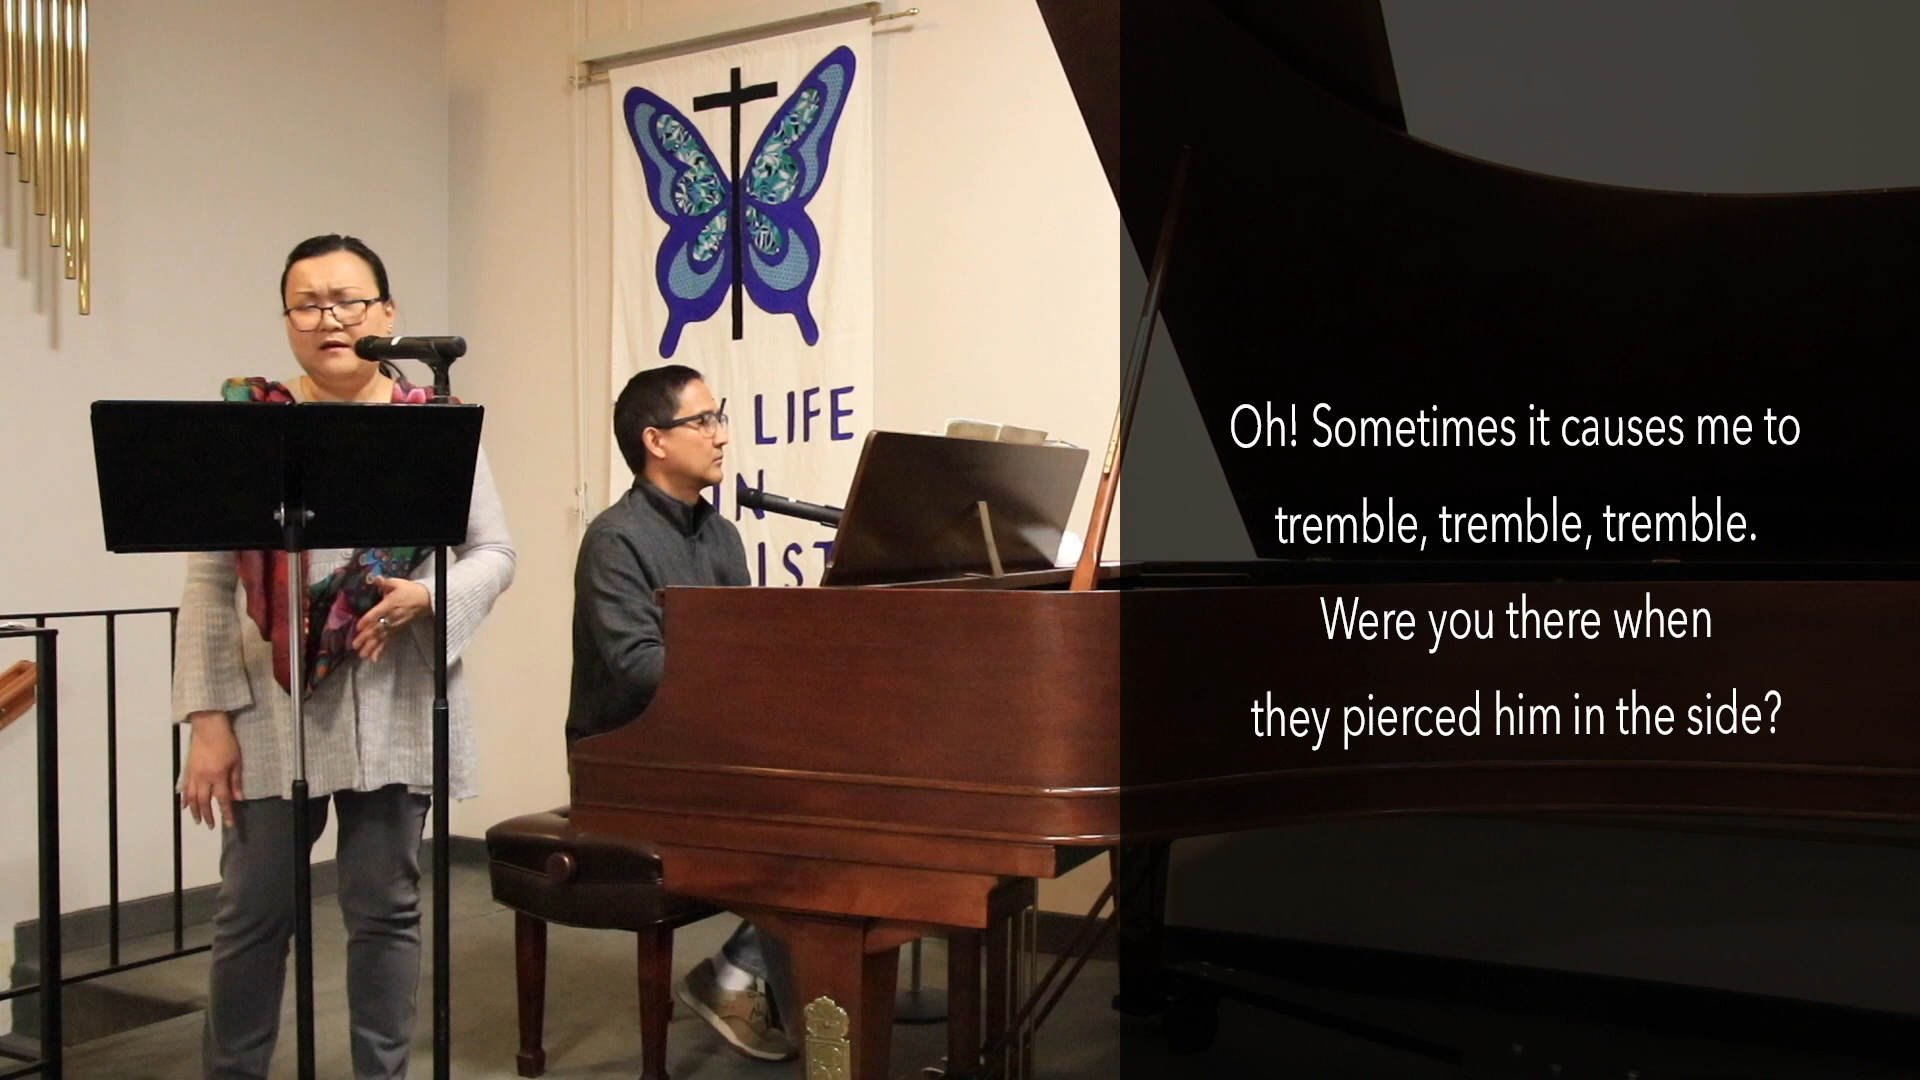 LIFE
IN
Oh! Sometimes it causes me to
tremble, tremble, tremble.
Were you there when
they pierced him in the side?